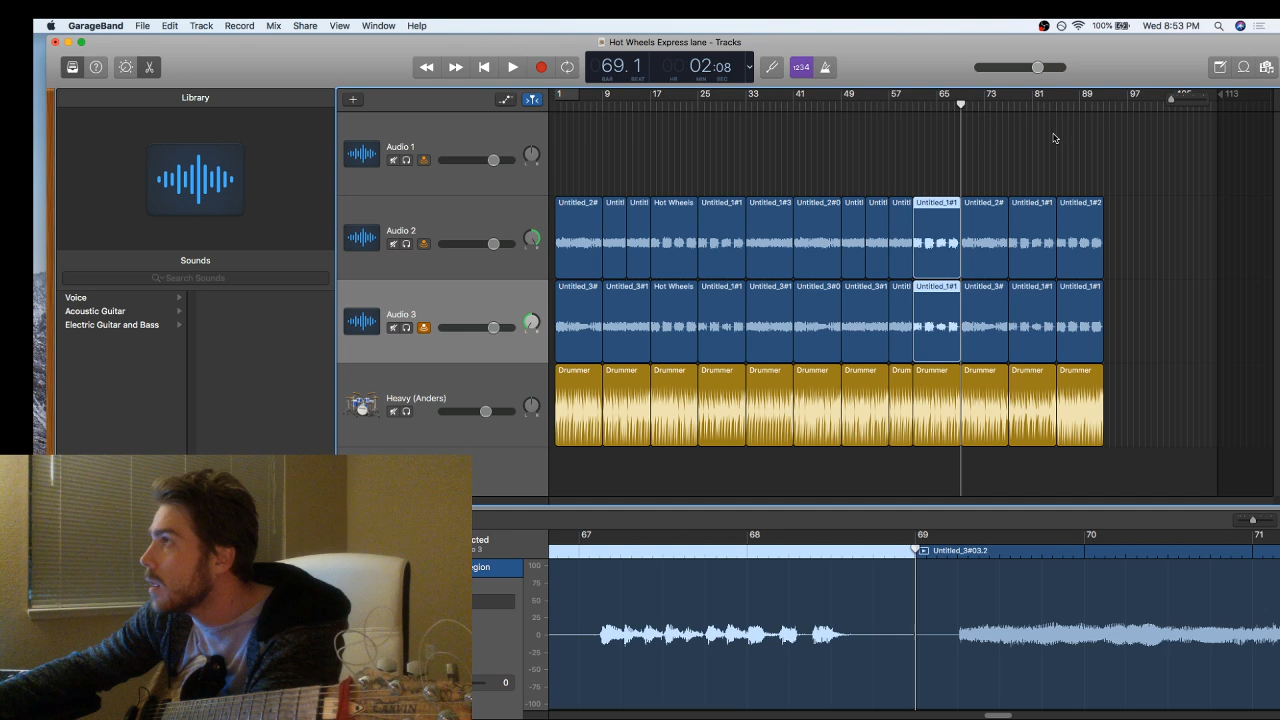 GarageBand File Edit Track Record Mix Share View Window Help 100% Wed 8:53 PM
Hot Wheels Express lane - Tracks
69.1 02:08
BAR BEAT HR MIN SEC
1234
Library
1 9 17 25 33 41 49 57 65 73 81 89 97 105 113
Audio 1
L R
Untitled_2# Untitl Untitl Hot Wheels Untitled_1#1 Untitled_1#3 Untitled_2#0 Untitl Untitl Untitl Untitled_1#1 Untitled_2# Untitled_1#1 Untitled_1#2
Audio 2
L R
Sounds
Search Sounds
Untitled_3# Untitled_3#1 Hot Wheels Untitled_1#1 Untitled_3#1 Untitled_3#0 Untitled_3#1 Untitl Untitled_1#1 Untitled_3# Untitled_1#1 Untitled_1#1
Voice
Acoustic Guitar
Electric Guitar and Bass
Audio 3
L R
Drummer Drummer Drummer Drummer Drummer Drummer Drummer Drum Drummer Drummer Drummer Drummer
Heavy (Anders)
L R
67 68 69 70 71
cted
o 3
Untitled_3#03.2
egion
100
75
50
25
0
-25
-50
-75
-100
0
CARVIN